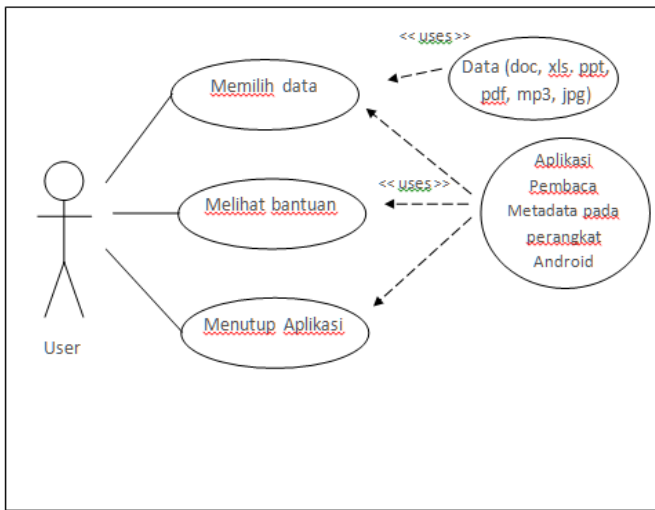 << uses >>
Data (doc, xls. ppt,
pdf, mp3, jpg)
Memilih data
Aplikasi
Pembaca
Metadata pada
perangkat
Android
<< uses >>
Melihat bantuan
Menutup Aplikasi
User